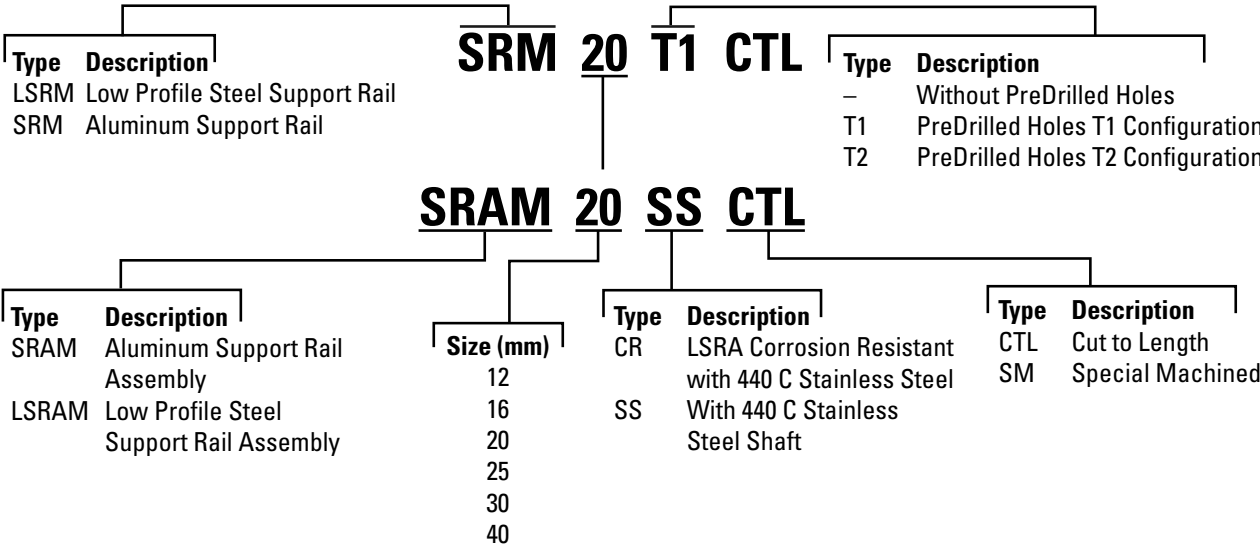 SRM 20 T1 CTL
Type Description
LSRM Low Profile Steel Support Rail
SRM Aluminum Support Rail
Type Description
– Without PreDrilled Holes
T1 PreDrilled Holes T1 Configuration
T2 PreDrilled Holes T2 Configuration
SRAM 20 SS CTL
Type Description
SRAM Aluminum Support Rail
Assembly
LSRAM Low Profile Steel
Support Rail Assembly
Size (mm)
12
16
20
25
30
40
Type Description
CR LSRA Corrosion Resistant
with 440 C Stainless Steel
SS With 440 C Stainless
Steel Shaft
Type Description
CTL Cut to Length
SM Special Machined